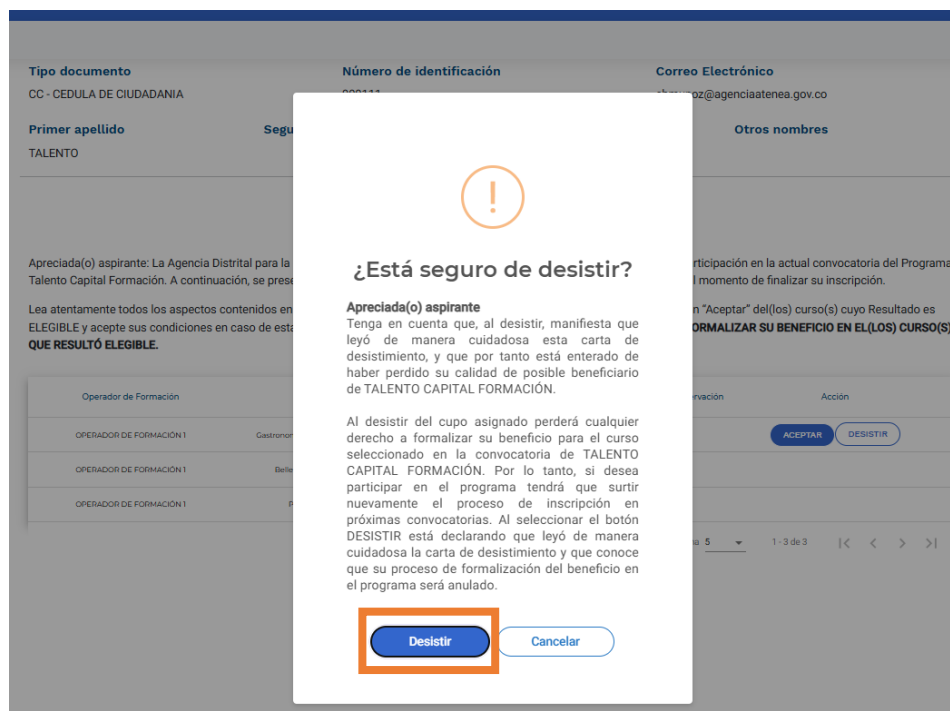 Tipo documento Número de identificación Correo Electrónico
CC - CEDULA DE CIUDADANIA @agenciaatenea.gov.co
Primer apellido Otros nombres
TALENTO
!
¿Está seguro de desistir?
Apreciada(o) aspirante: La Agencia Distrital para la
Talento Capital Formación. A continuación, se
Lea atentamente todos los aspectos contenidos en
ELEGIBLE y acepte sus condiciones en caso de
QUE RESULTÓ ELEGIBLE.
la actual convocatoria del Programa
momento de finalizar su inscripción.
"Aceptar" del(los) curso(s) cuyo Resultado es
SU BENEFICIO EN EL(LOS) CURSO(S)
Apreciada(o) aspirante
Tenga en cuenta que, al desistir, manifiesta que
leyó de manera cuidadosa esta carta de
desistimiento, y que por tanto está enterado de
haber perdido su calidad de posible beneficiario
de TALENTO CAPITAL FORMACIÓN.
Al desistir del cupo asignado perderá cualquier
derecho a formalizar su beneficio para el curso
seleccionado en la convocatoria de TALENTO
CAPITAL FORMACIÓN. Por lo tanto, si desea
participar en el programa tendrá que surtir
nuevamente el proceso de inscripción en
próximas convocatorias. Al seleccionar el botón
DESISTIR está declarando que leyó de manera
cuidadosa la carta de desistimiento y que conoce
que su proceso de formalización del beneficio en
el programa será anulado.
Desistir Cancelar
Operador de Formación Acción
OPERADOR DE FORMACIÓN 1 ACEPTAR DESISTIR
OPERADOR DE FORMACIÓN 1
OPERADOR DE FORMACIÓN 1
5 1 - 3 de 3 |< < > >|